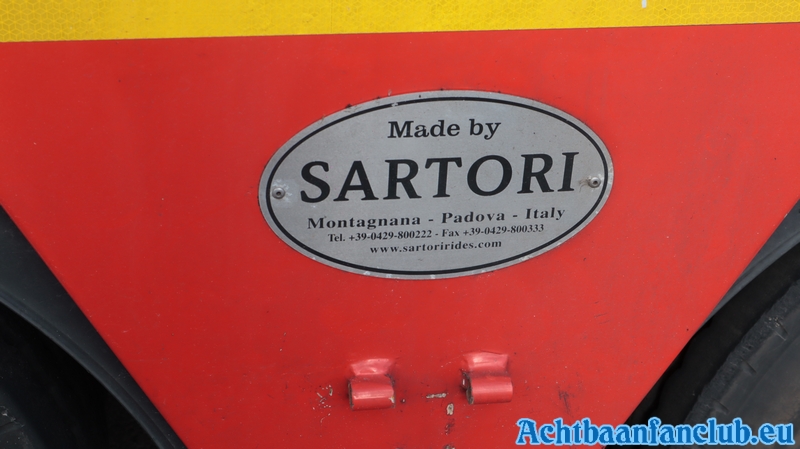 Made by
SARTORI
Montagnana - Padova - Italy
Tel. +39-0429-800222 - Fax +39-0429-800333
www.sartorirides.com
Achtbaanfanclub.eu